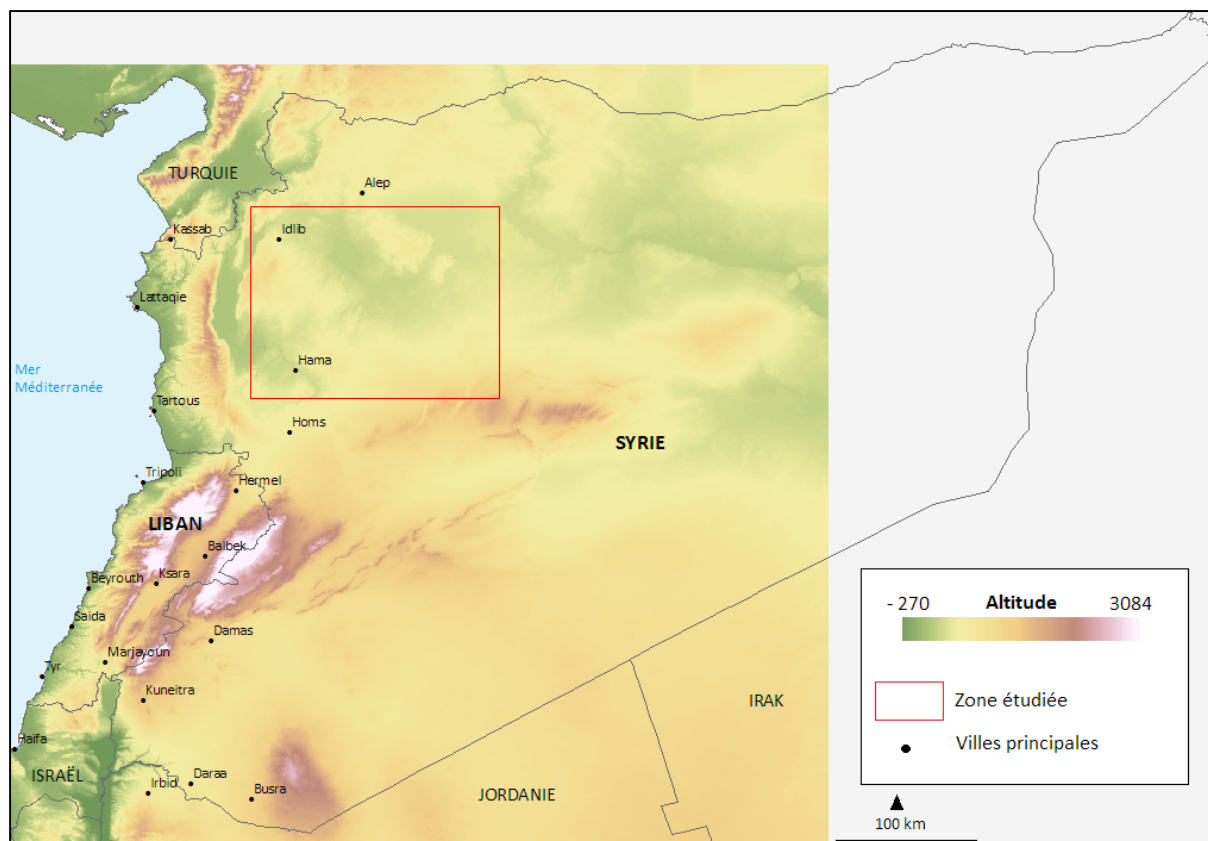 TURQUIE
Alep
Kassab
Idlib
Lattaqie
Hama
Mer
Méditerranée
Tartous
Homs
SYRIE
Tripoli
Hermel
LIBAN
Balbek
Beyrouth
Ksara
Saida
Damas
Marjayoun
Tyr
Kuneitra
IRAK
Haïfa
ISRAËL
Irbid
Daraa
Busra
JORDANIE
- 270 Altitude 3084
Zone étudiée
Villes principales
100 km